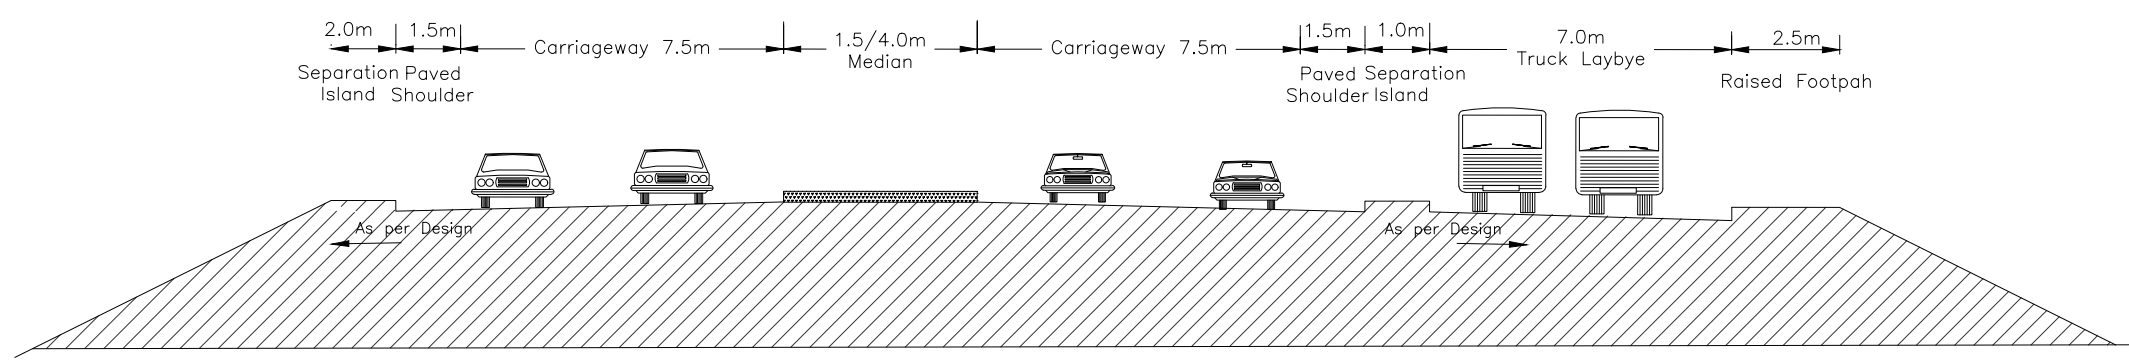 2.0m
1.5m
Carriageway 7.5m
1.5/4.0m
Median
Carriageway 7.5m
1.5m
1.0m
7.0m
Truck Laybye
2.5m
Separation
Island
Paved
Shoulder
Paved
Shoulder
Separation
Island
Raised Footpah
As per Design
As per Design